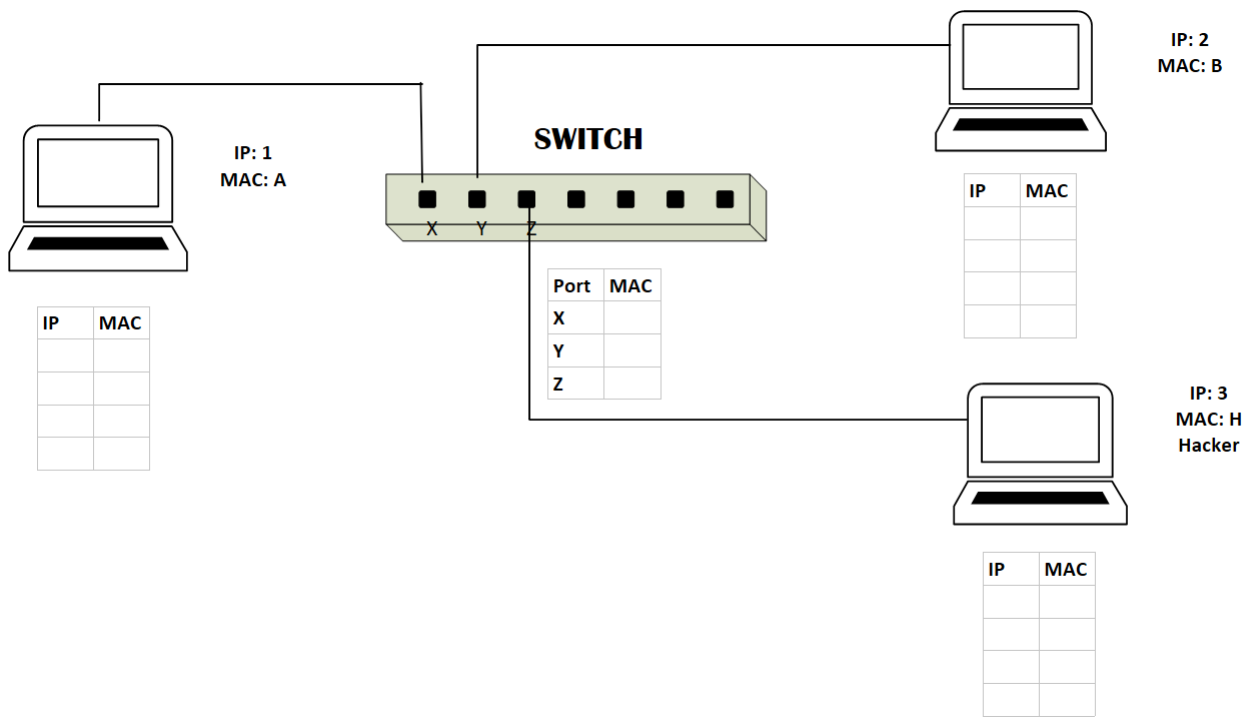 IP: 1
MAC: A
SWITCH
X Y Z
IP: 2
MAC: B
IP MAC
IP MAC
Port MAC
X
Y
Z
IP: 3
MAC: H
Hacker
IP MAC